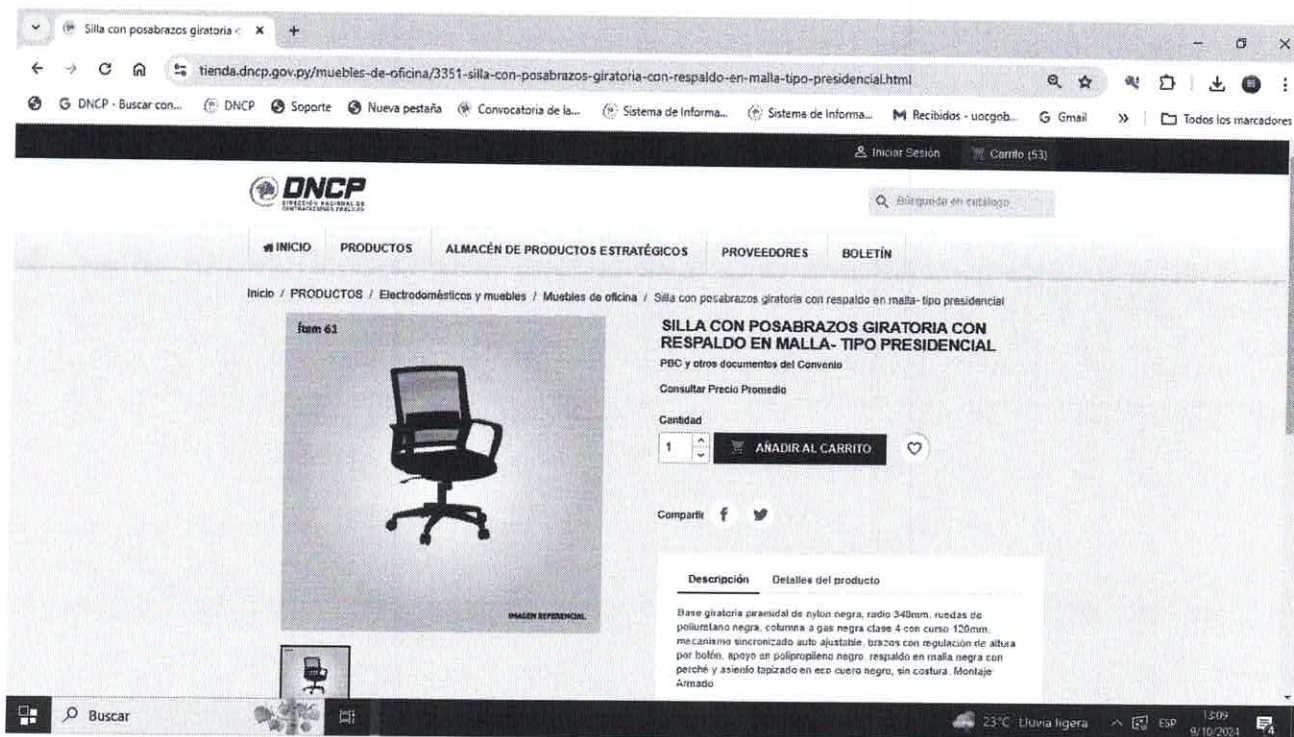 Silla con posabrazos giratoria c
tienda.dncp.gov.py/muebles-de-oficina/3351-silla-con-posabrazos-giratoria-con-respaldo-en-malla-tipo-presidencial.html
DNCP - Buscar con... DNCP Soporte Nueva pestaña Convocatoria de la... Sistema de Informa... Sistema de Informa... Recibidos - uocgob... Gmail » Todos los marcadores
Iniciar Sesión Carrito (53)
DNCP
DIRECCIÓN NACIONAL DE
CONTRATACIONES PÚBLICAS
Búsqueda en catálogo
INICIO PRODUCTOS ALMACÉN DE PRODUCTOS ESTRATÉGICOS PROVEEDORES BOLETÍN
Inicio / PRODUCTOS / Electrodomésticos y muebles / Muebles de oficina / Silla con posabrazos giratoria con respaldo en malla- tipo presidencial
Ítem 63
IMAGEN REFERENCIAL
SILLA CON POSABRAZOS GIRATORIA CON
RESPALDO EN MALLA- TIPO PRESIDENCIAL
PBC y otros documentos del Convenio
Consultar Precio Promedio
Cantidad
1 AÑADIR AL CARRITO
Compartir
Descripción Detalles del producto
Base giratoria piramidal de nylon negra, radio 340mm, ruedas de
poliuretano negra, columna a gas negra clase 4 con curso 120mm,
mecanismo sincronizado auto ajustable, brazos con regulación de altura
por botón, apoyo en polipropileno negro, respaldo en malla negra con
perché y asiento tapizado en eco cuero negro, sin costura. Montaje
Armado
Buscar
23°C Lluvia ligera ESP 13:09
9/10/2024
4